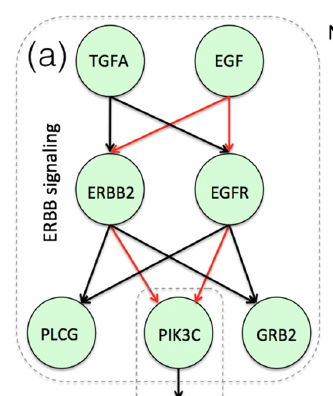 (a)
TGFA
EGF
N
ERBB signaling
ERBB2
EGFR
PLCG
PIK3C
GRB2